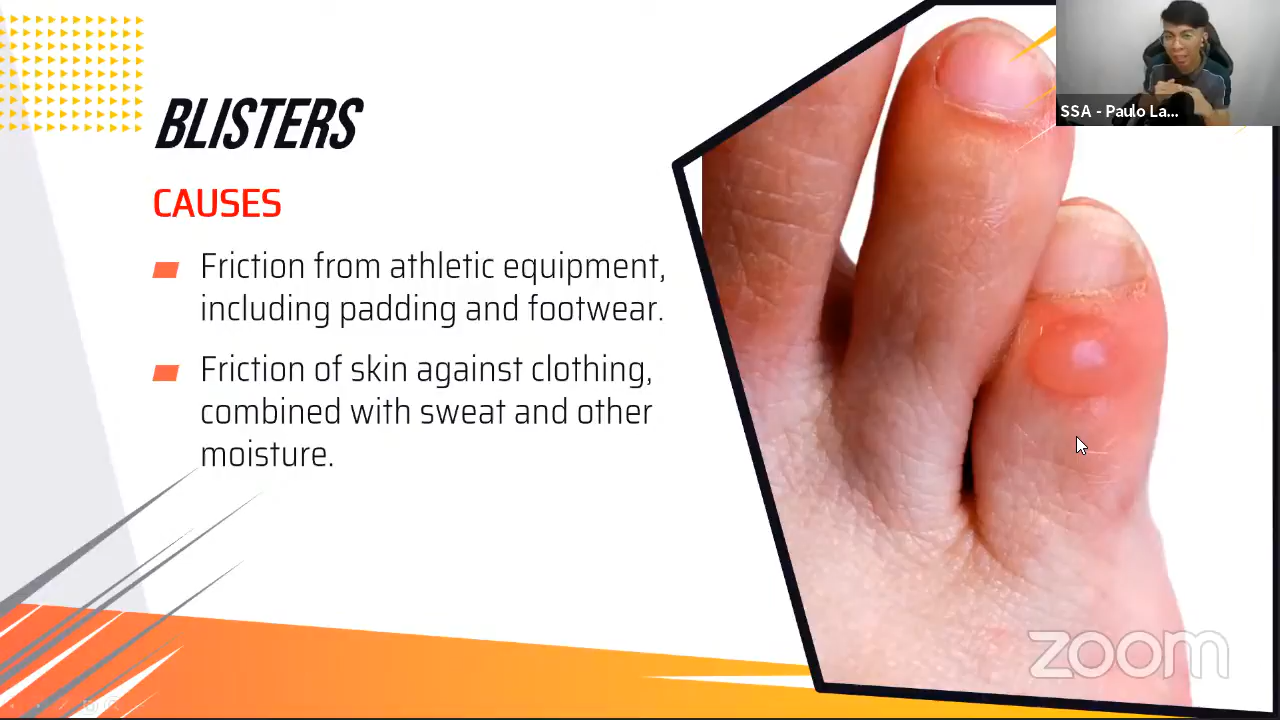 BLISTERS
CAUSES
Friction from athletic equipment,
including padding and footwear.
Friction of skin against clothing,
combined with sweat and other
moisture.
SSA - Paulo La...
zoom